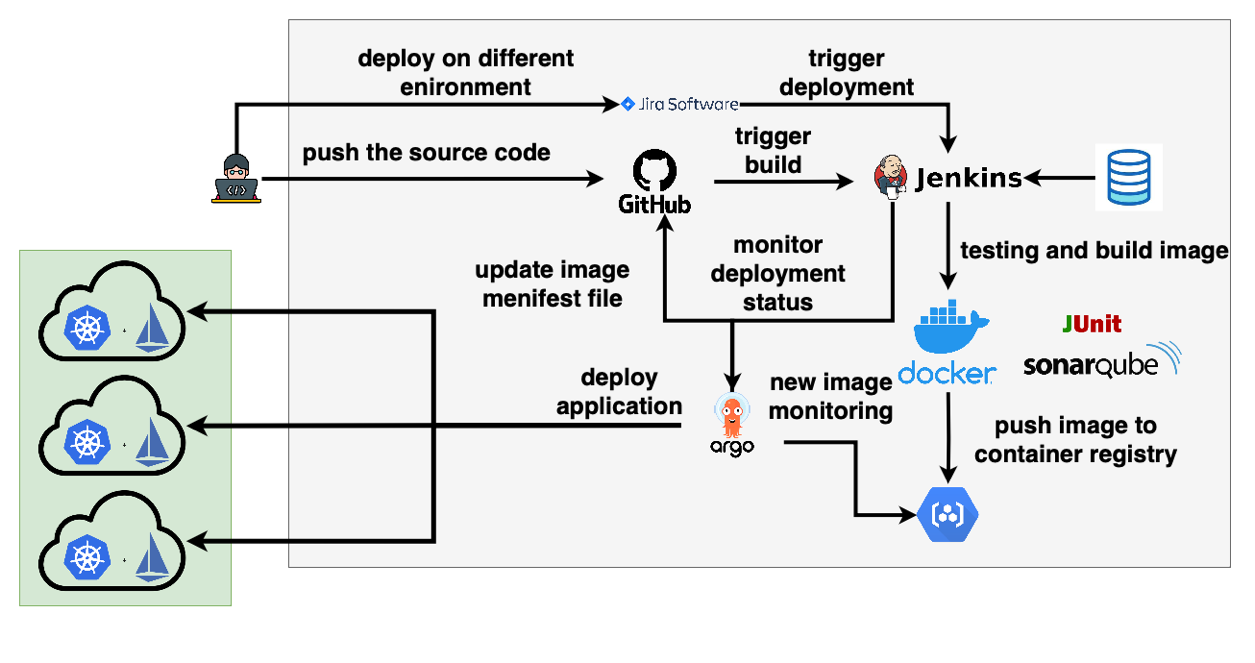 deploy on different
enironment
trigger
deployment
Jira Software
push the source code
trigger
build
GitHub
Jenkins
update image
menifest file
monitor
deployment
status
testing and build image
JUnit
sonarqube
docker
deploy
application
new image
monitoring
argo
push image to
container registry